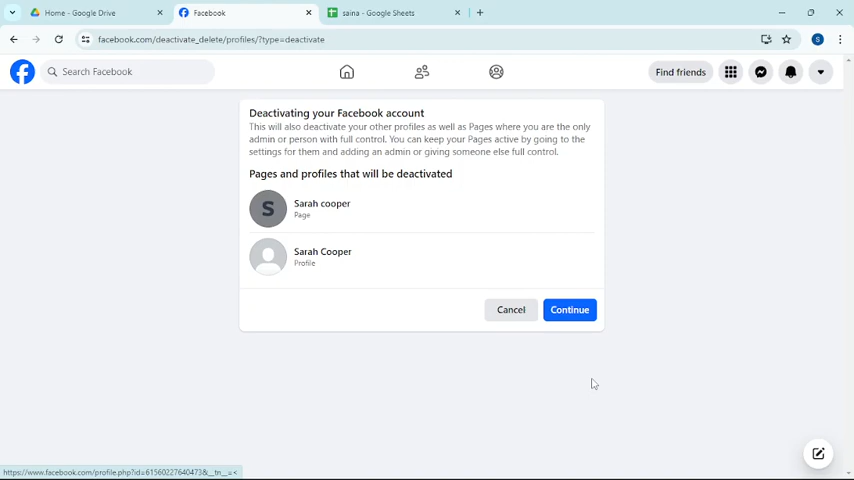 Home - Google Drive
Facebook
saina - Google Sheets
facebook.com/deactivate_delete/profiles/?type=deactivate
S
Search Facebook
Find friends
Deactivating your Facebook account
This will also deactivate your other profiles as well as Pages where you are the only
admin or person with full control. You can keep your Pages active by going to the
settings for them and adding an admin or giving someone else full control.
Pages and profiles that will be deactivated
S
Sarah cooper
Page
Sarah Cooper
Profile
Cancel
Continue
https://www.facebook.com/profile.php?id=61560227640473&__tn__=<